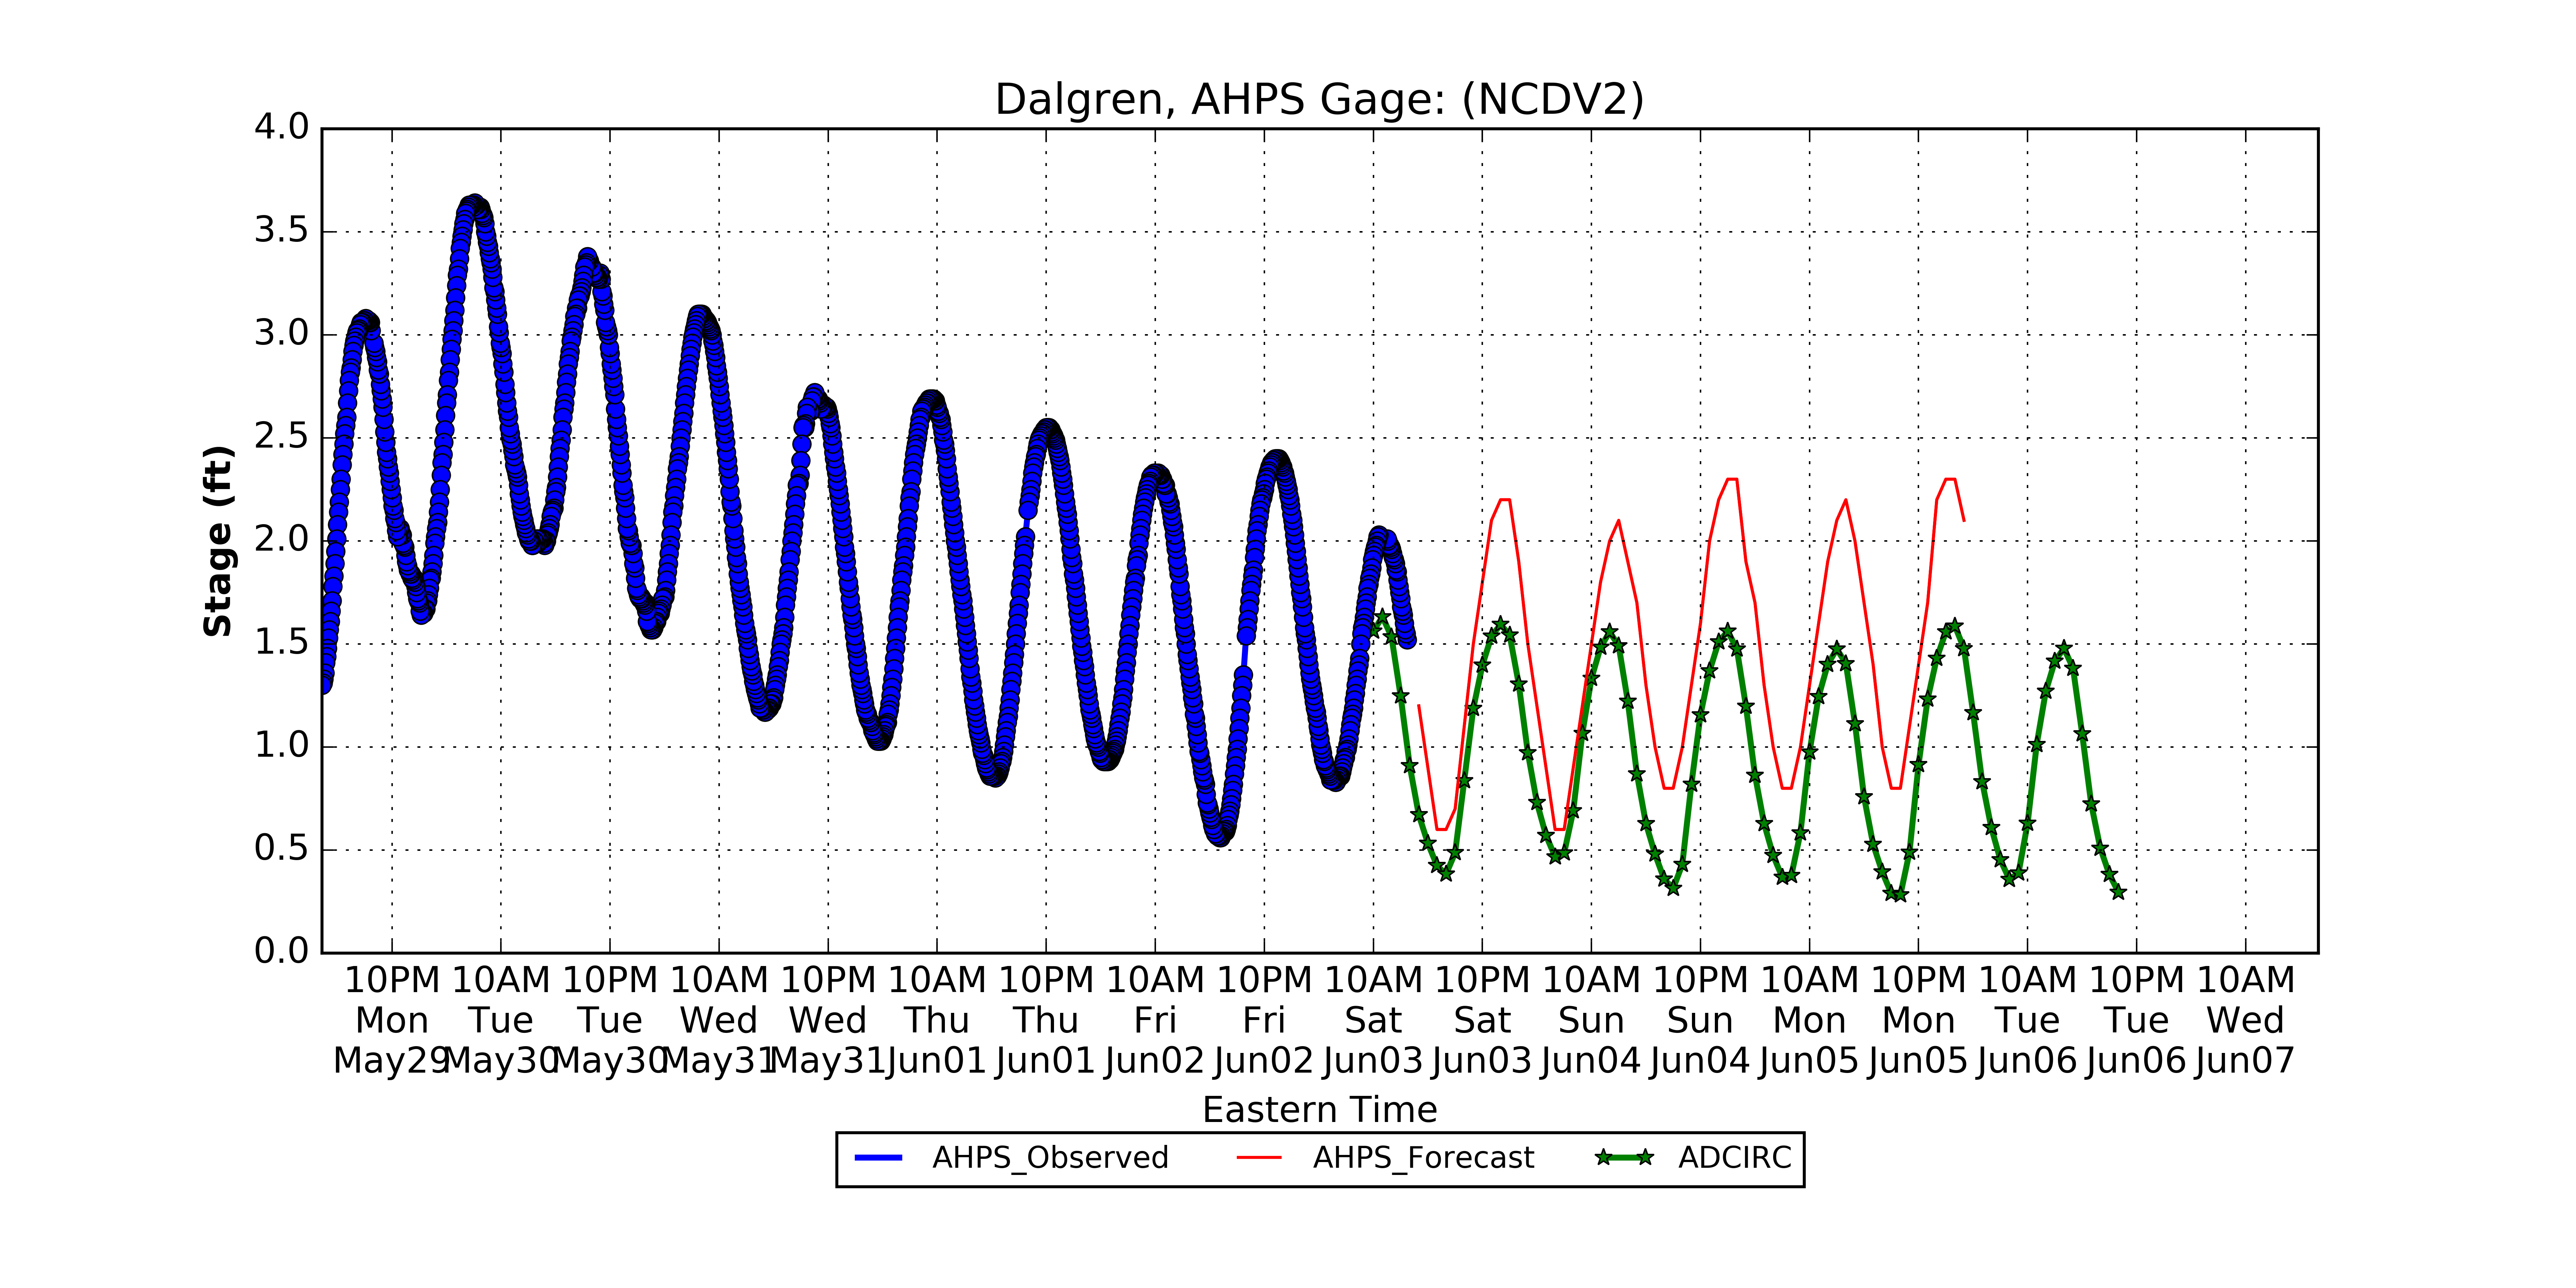 Dalgren, AHPS Gage: (NCDV2)
Stage (ft)
4.0
3.5
3.0
2.5
2.0
1.5
1.0
0.5
0.0
10PM 10AM 10PM 10AM 10PM 10AM 10PM 10AM 10PM 10AM 10PM 10AM 10PM 10AM 10PM 10AM 10PM 10AM
Mon Tue Tue Wed Wed Thu Thu Fri Fri Sat Sat Sun Sun Mon Mon Tue Tue Wed
May29 May30 May30 May31 May31 Jun01 Jun01 Jun02 Jun02 Jun03 Jun03 Jun04 Jun04 Jun05 Jun05 Jun06 Jun06 Jun07
Eastern Time
AHPS_Observed AHPS_Forecast ADCIRC